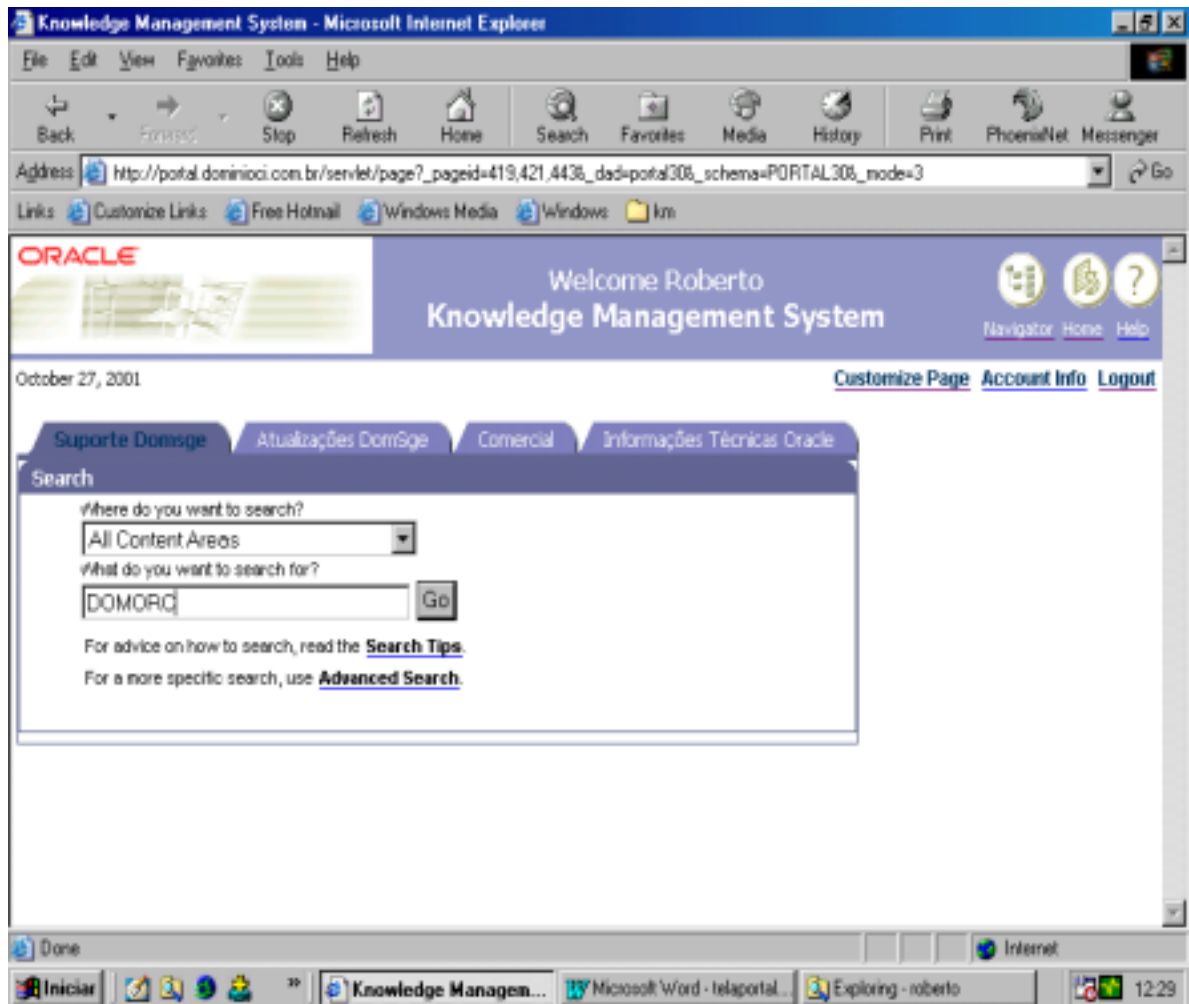 Knowledge Management System - Microsoft Internet Explorer
File Edit View Favorites Tools Help
Back Forward Stop Refresh Home Search Favorites Media History Print PhoenixNet Messenger
Address http://portal.dominioci.com.br/servlet/page?_pageid=419,421,443&_dad=portal30&_schema=PORTAL30&_mode=3 Go
Links Customize Links Free Hotmail Windows Media Windows km
ORACLE
Welcome Roberto
Knowledge Management System
Navigator Home Help
October 27, 2001 Customize Page Account Info Logout
Suporte Domsge Atualizações DomSge Comercial Informações Técnicas Oracle
Search
Where do you want to search?
All Content Areas
What do you want to search for?
DOMORC Go
For advice on how to search, read the Search Tips.
For a more specific search, use Advanced Search.
Done Internet
Iniciar » Knowledge Managem... Microsoft Word - telaportal... Exploring - roberto 12:29